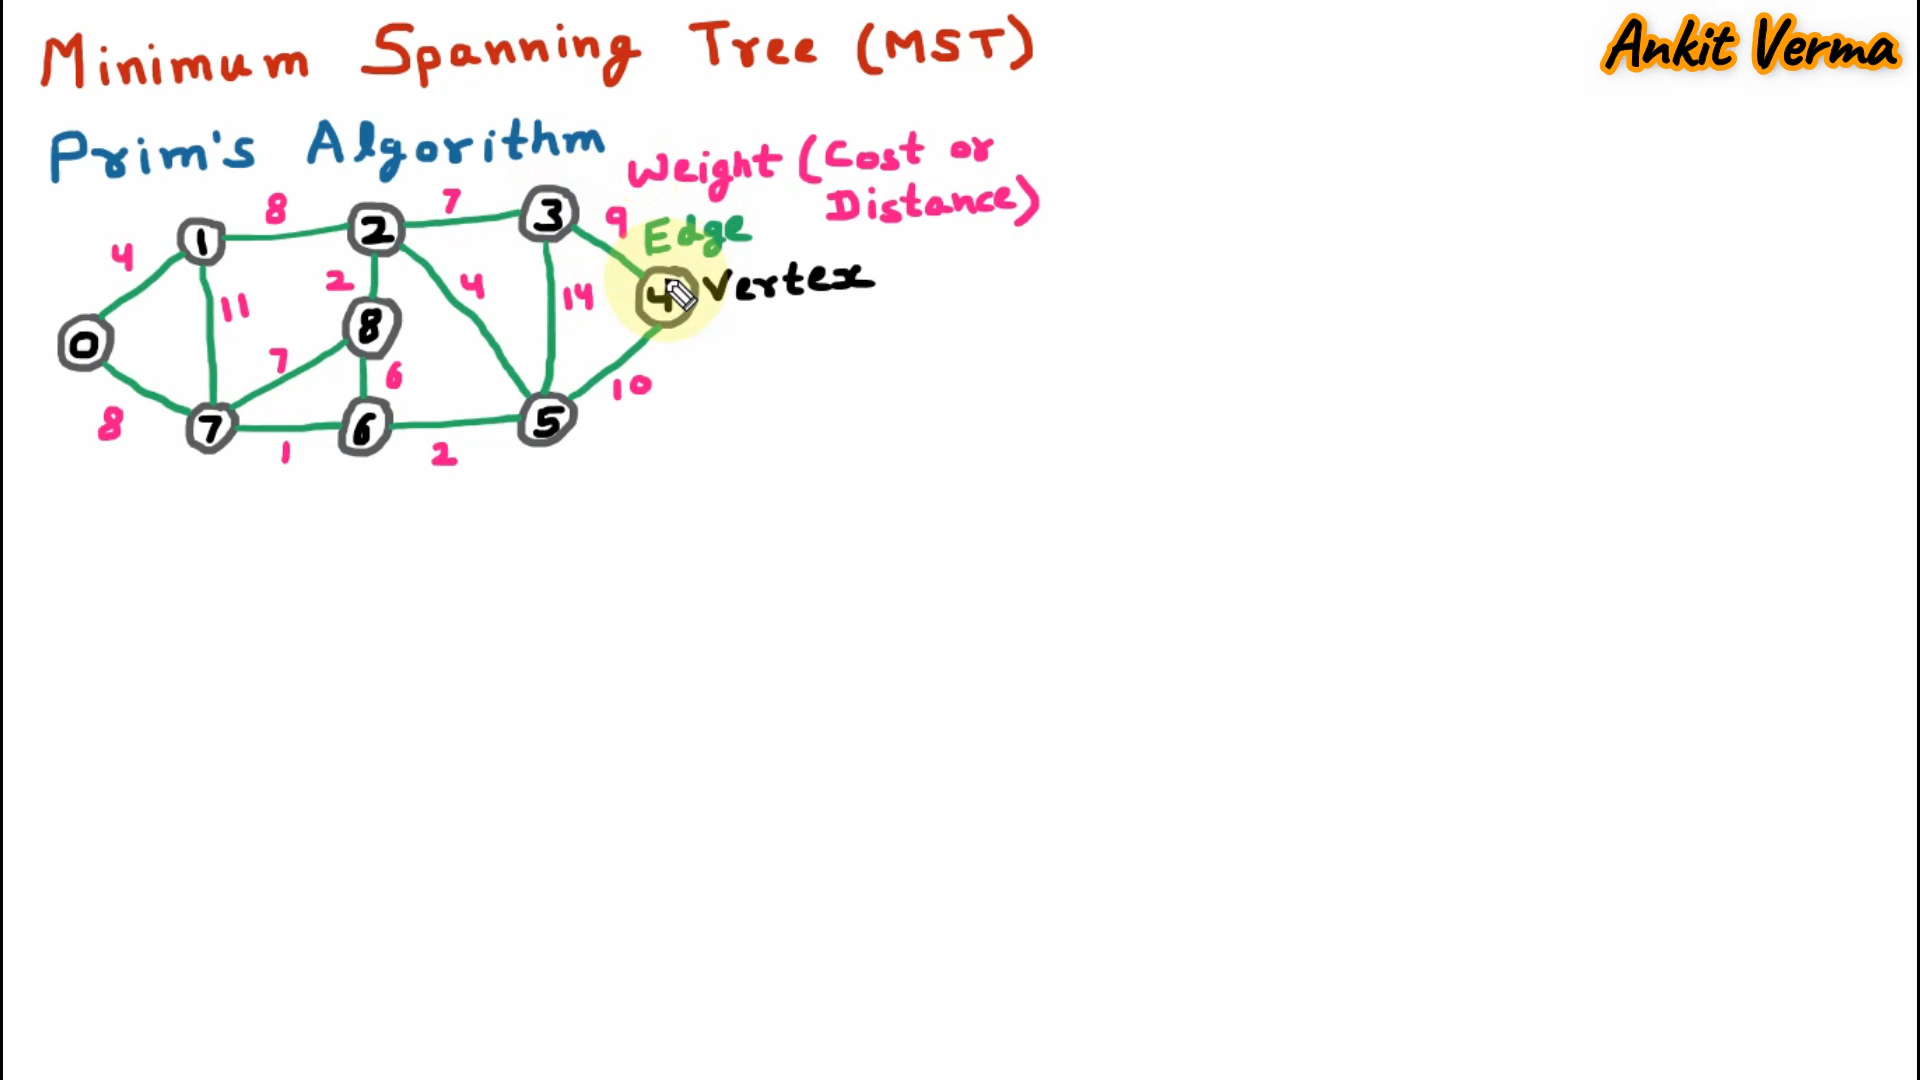 Minimum Spanning Tree (MST)
Ankit Verma
Prim's Algorithm
Weight (Cost or
Distance)
8 7 9
Edge
1 2 3
4 11 2 4 14
4 Vertex
0 8
7 6 10
8 7 6 5
1 2